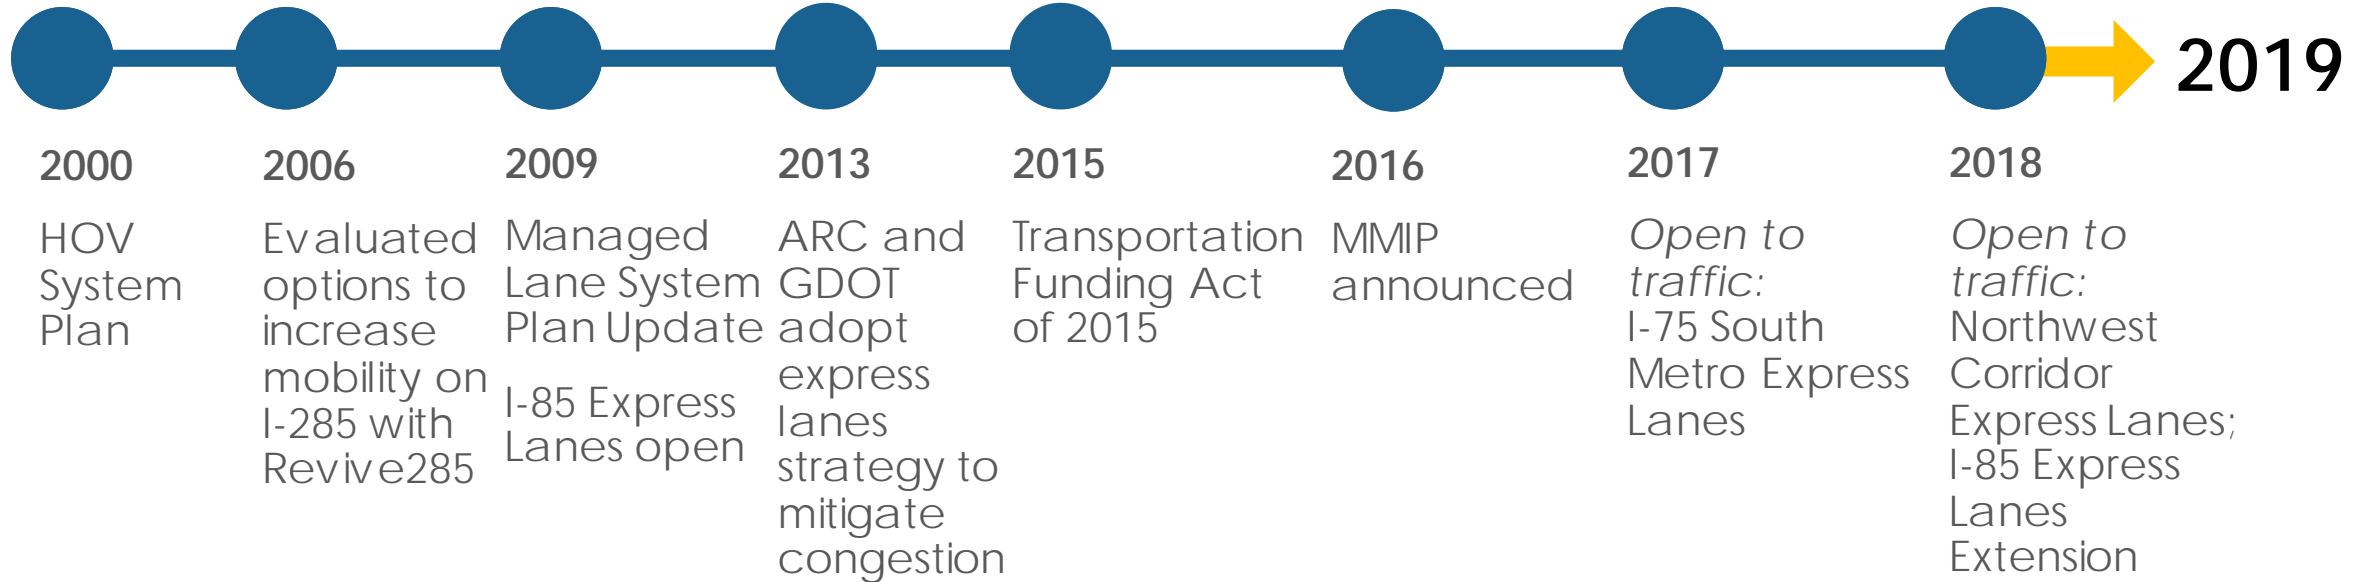 2019
2000
HOV
System
Plan
2006
Evaluated
options to
increase
mobility on
I-285 with
Revive285
2009
Managed
Lane System
Plan Update
I-85 Express
Lanes open
2013
ARC and
GDOT
adopt
express
lanes
strategy to
mitigate
congestion
2015
Transportation
Funding Act
of 2015
2016
MMIP
announced
2017
Open to
traffic:
I-75 South
Metro Express
Lanes
2018
Open to
traffic:
Northwest
Corridor
Express Lanes;
I-85 Express
Lanes
Extension